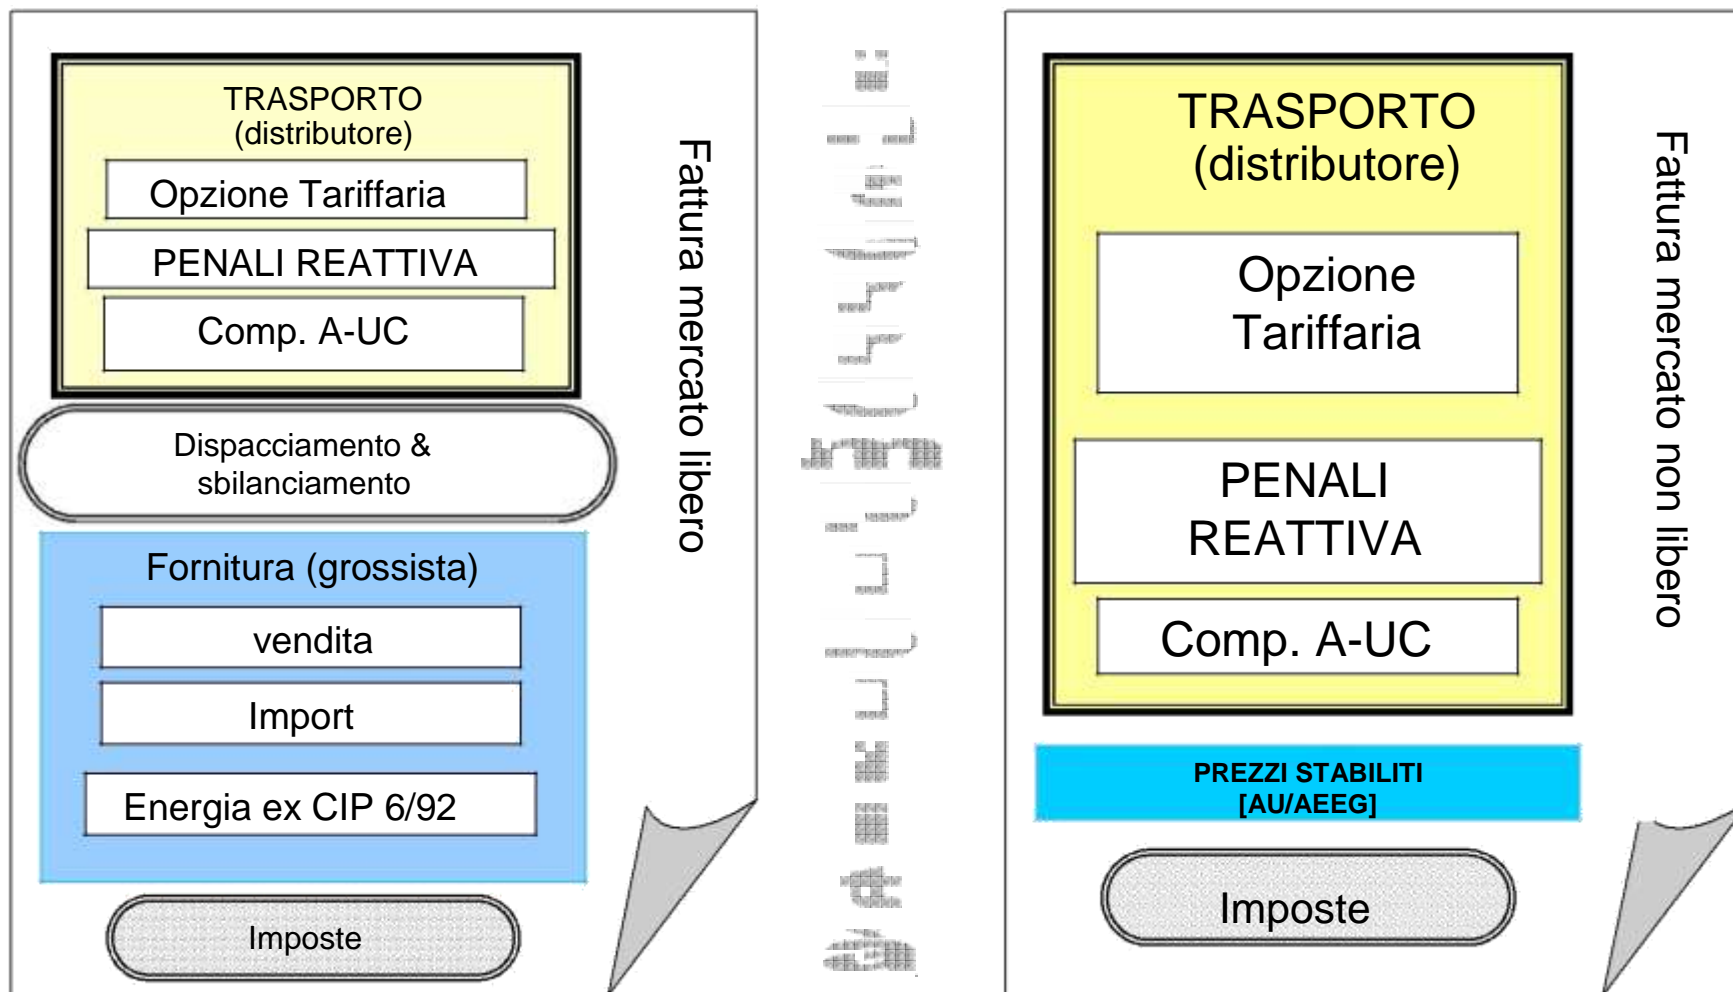 TRASPORTO
(distributore)
Opzione Tariffaria
PENALI REATTIVA
Comp. A-UC
Dispacciamento &
sbilanciamento
Fornitura (grossista)
vendita
Import
Energia ex CIP 6/92
Imposte
Fattura mercato libero
TRASPORTO
(distributore)
Opzione
Tariffaria
PENALI
REATTIVA
Comp. A-UC
PREZZI STABILITI
[AU/AEEG]
Imposte
Fattura mercato non libero